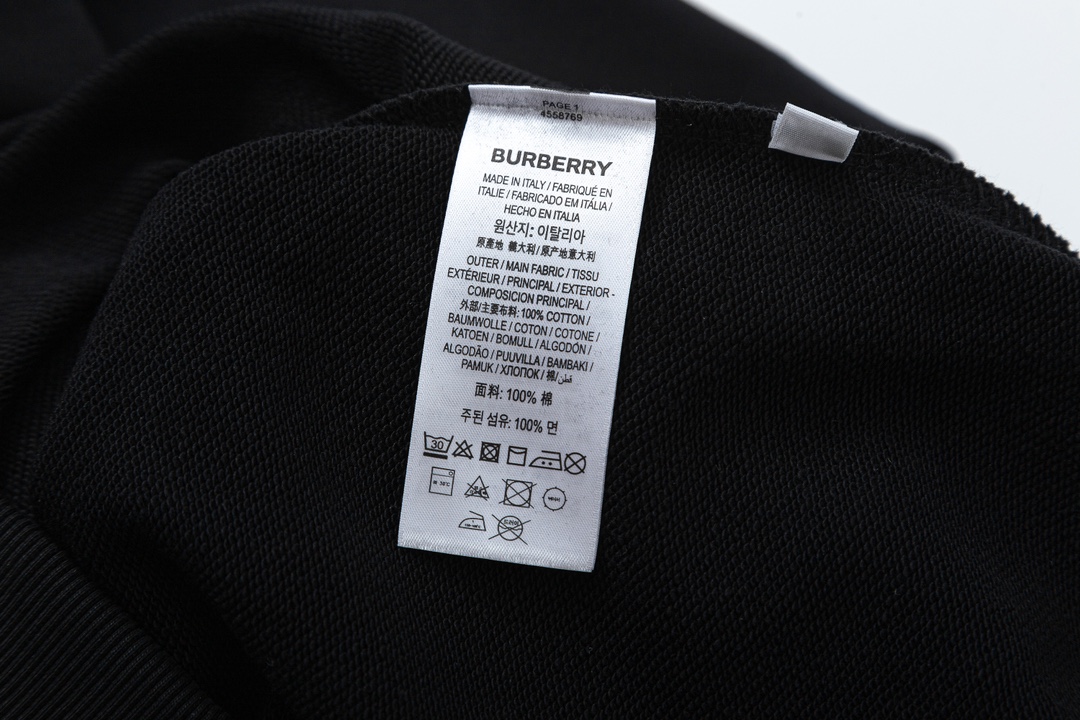 PAGE 1
4558769
BURBERRY
MADE IN ITALY / FABRIQUÉ EN
ITALIE / FABRICADO EM ITÁLIA /
HECHO EN ITALIA
원산지: 이탈리아
原產地 義大利 / 原产地意大利
OUTER / MAIN FABRIC / TISSU
EXTÉRIEUR / PRINCIPAL / EXTERIOR -
COMPOSICION PRINCIPAL /
外部/主要布料: 100% COTTON /
BAUMWOLLE / COTON / COTONE /
KATOEN / BOMULL / ALGODÓN /
ALGODÃO / PUUVILLA / BAMBAKI /
PAMUK / ХЛОПОК / 棉/قطن
面料: 100% 棉
주된 섬유: 100% 면
30